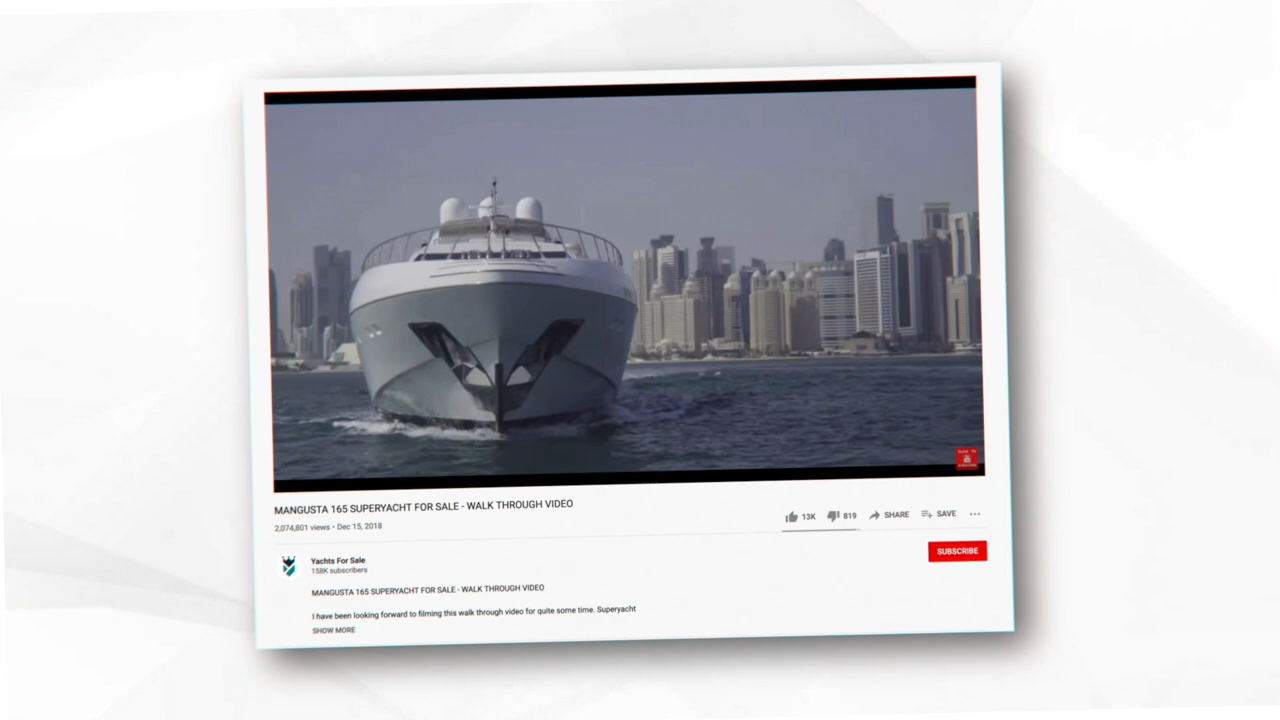 MANGUSTA 165 SUPERYACHT FOR SALE - WALK THROUGH VIDEO
2,074,801 views • Dec 15, 2018
13K 819 SHARE SAVE
Yachts For Sale
158K subscribers
SUBSCRIBE
MANGUSTA 165 SUPERYACHT FOR SALE - WALK THROUGH VIDEO
I have been looking forward to filming this walk through video for quite some time. Superyacht
SHOW MORE